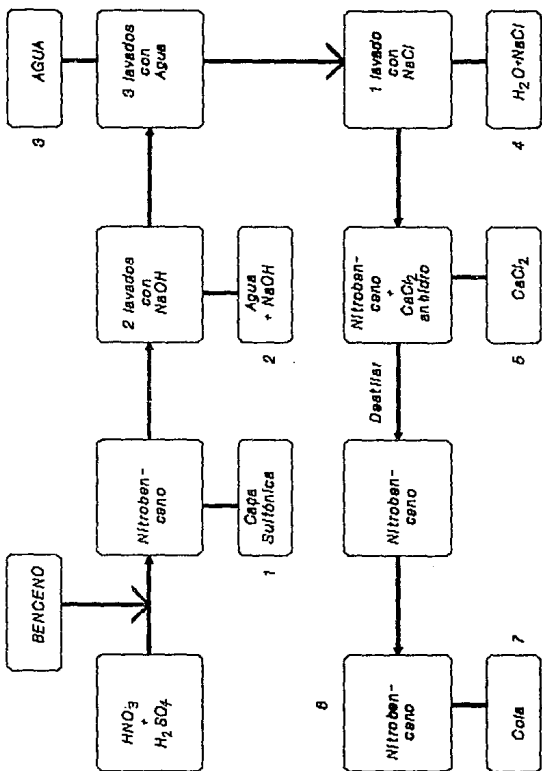 BENCENO
HNO3
+
H2SO4
Nitroben-
ceno
2 lavados
con
NaOH
3 lavados
con
Agua
AGUA
3
Capa
Sulfónica
1
Agua
+ NaOH
2
1 lavado
con
NaCl
H2O+NaCl
4
Nitroben-
ceno
+
CaCl2
anhidro
CaCl2
5
Destilar
Nitroben-
ceno
Nitroben-
ceno
6
Cola
7